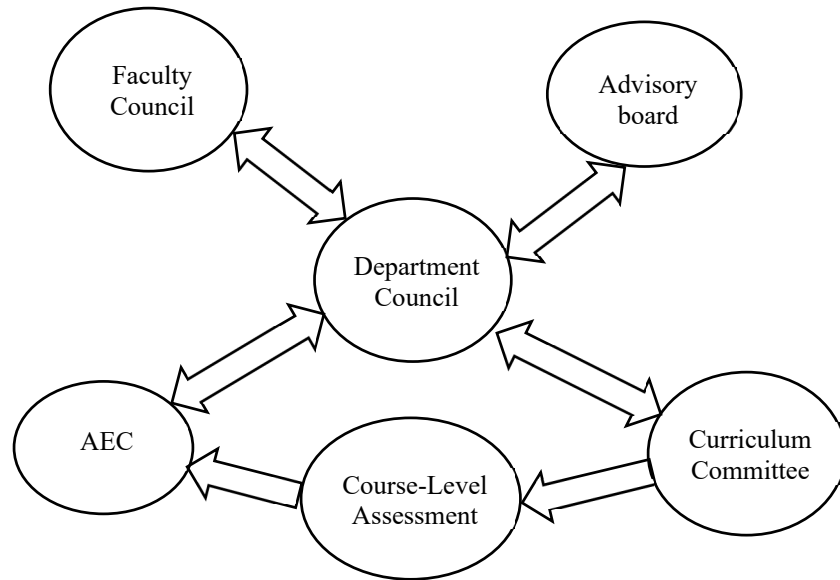 Faculty
Council
Advisory
board
Department
Council
AEC
Course-Level
Assessment
Curriculum
Committee